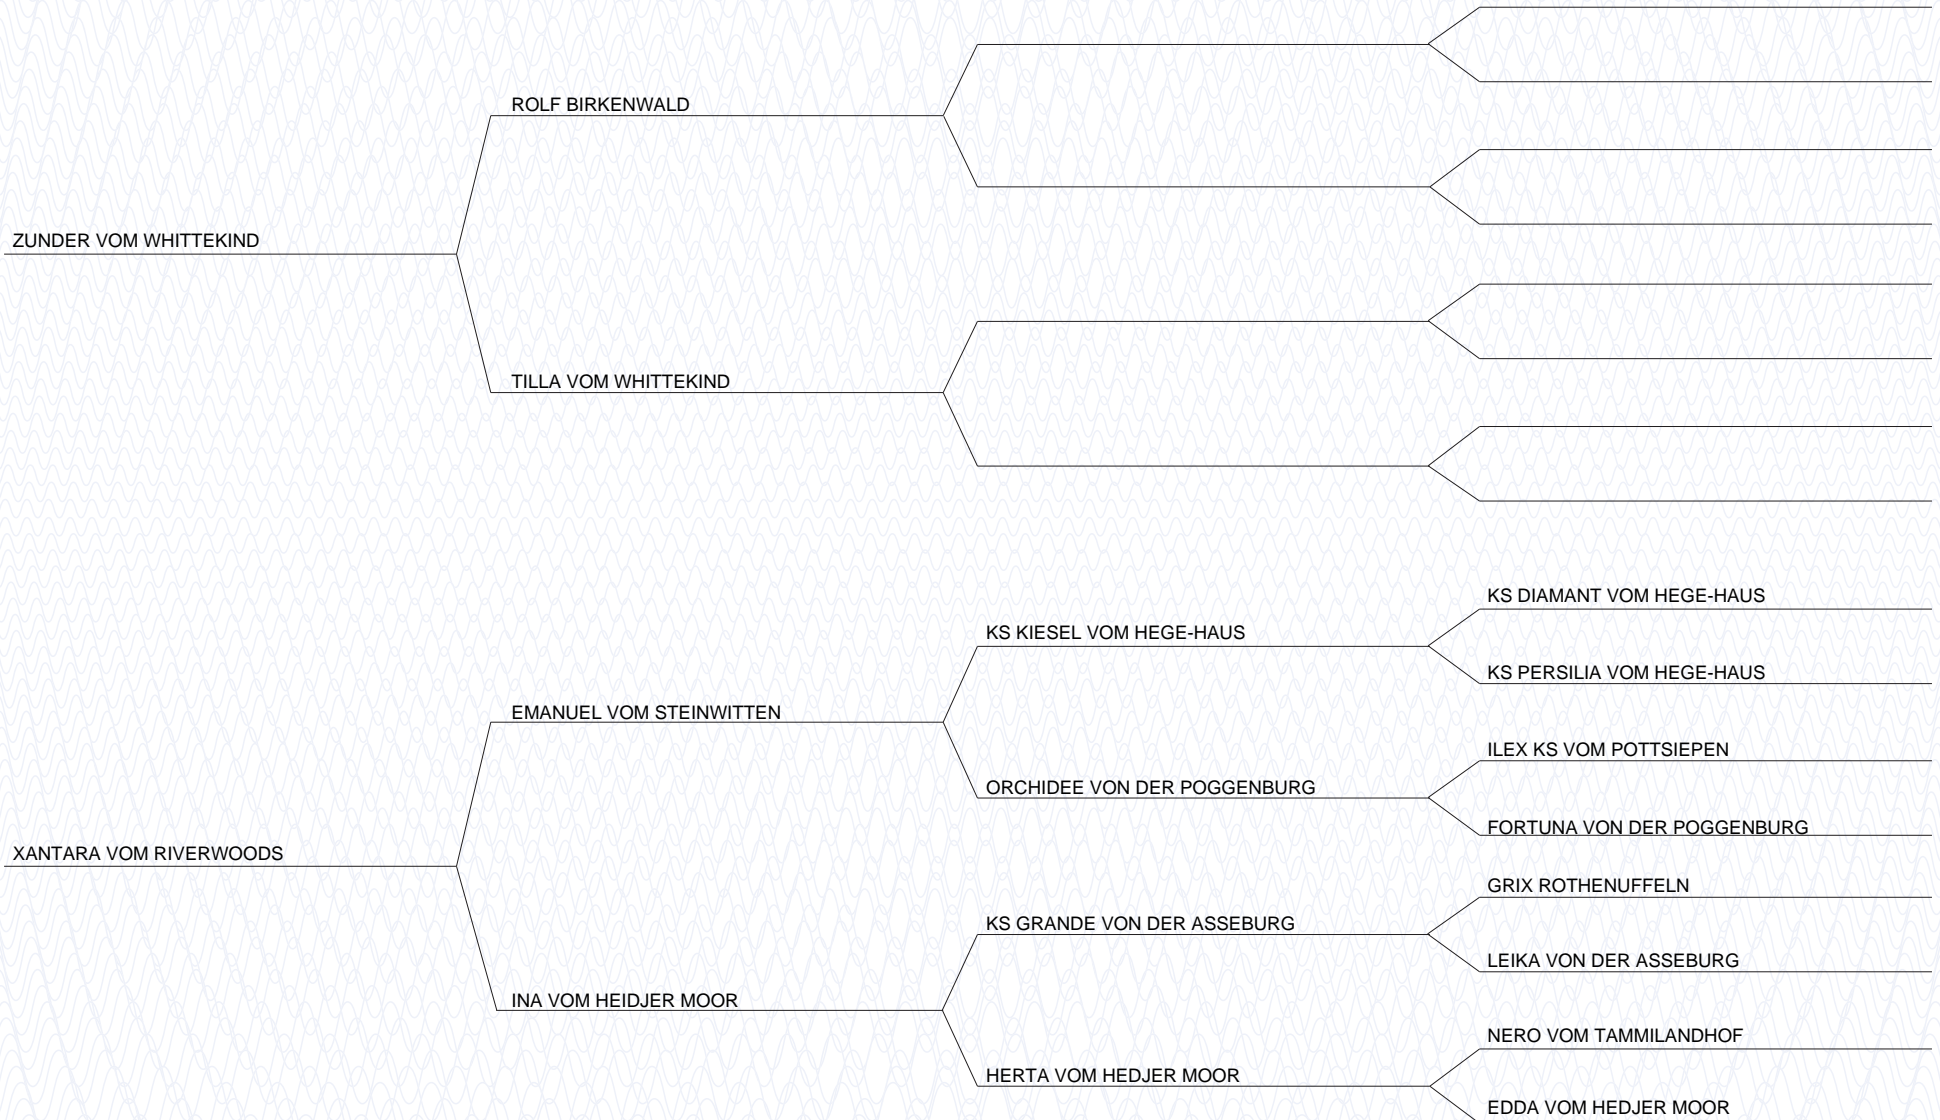 ROLF BIRKENWALD
ZUNDER VOM WHITTEKIND
TILLA VOM WHITTEKIND
KS DIAMANT VOM HEGE-HAUS
KS KIESEL VOM HEGE-HAUS
KS PERSILIA VOM HEGE-HAUS
EMANUEL VOM STEINWITTEN
ILEX KS VOM POTTSIEPEN
ORCHIDEE VON DER POGGENBURG
FORTUNA VON DER POGGENBURG
XANTARA VOM RIVERWOODS
GRIX ROTHENUFFELN
KS GRANDE VON DER ASSEBURG
LEIKA VON DER ASSEBURG
INA VOM HEIDJER MOOR
NERO VOM TAMMILANDHOF
HERTA VOM HEDJER MOOR
EDDA VOM HEDJER MOOR